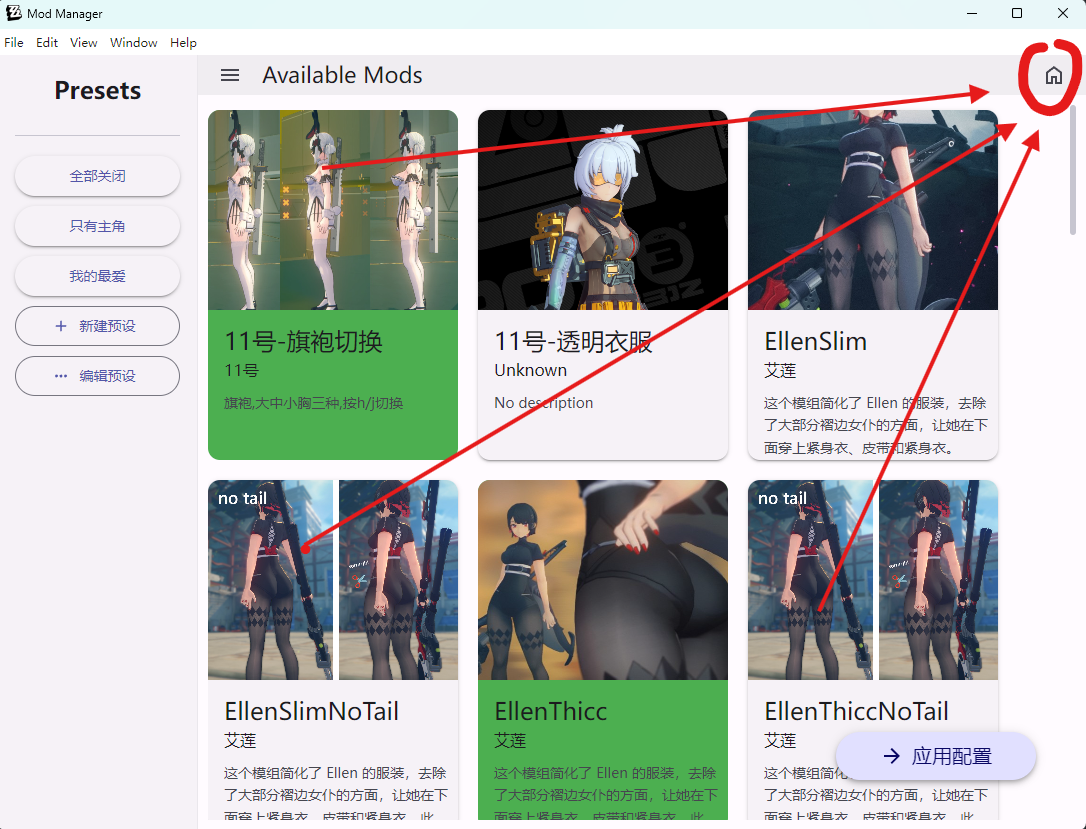 Mod Manager
File Edit View Window Help
Presets
全部关闭
只有主角
我的最爱
新建预设
编辑预设
Available Mods
11号-旗袍切换
11号
旗袍,大中小胸三种,按h/j切换
11号-透明衣服
Unknown
No description
EllenSlim
艾莲
这个模组简化了 Ellen 的服装，去除
了大部分褶边女仆的方面，让她在下
面穿上紧身衣、皮带和紧身衣。
no tail
EllenSlimNoTail
艾莲
这个模组简化了 Ellen 的服装，去除
了大部分褶边女仆的方面，让她在下
面穿上紧身衣、皮带和紧身衣。此
EllenThicc
艾莲
这个模组简化了 Ellen 的服装，去除
了大部分褶边女仆的方面，让她在下
面穿上紧身衣、皮带和紧身衣。此
no tail
EllenThiccNoTail
艾莲
这个模组简化
了大部分褶边女仆的方面，让她在下
面穿上紧身衣、皮带和紧身衣。此
应用配置